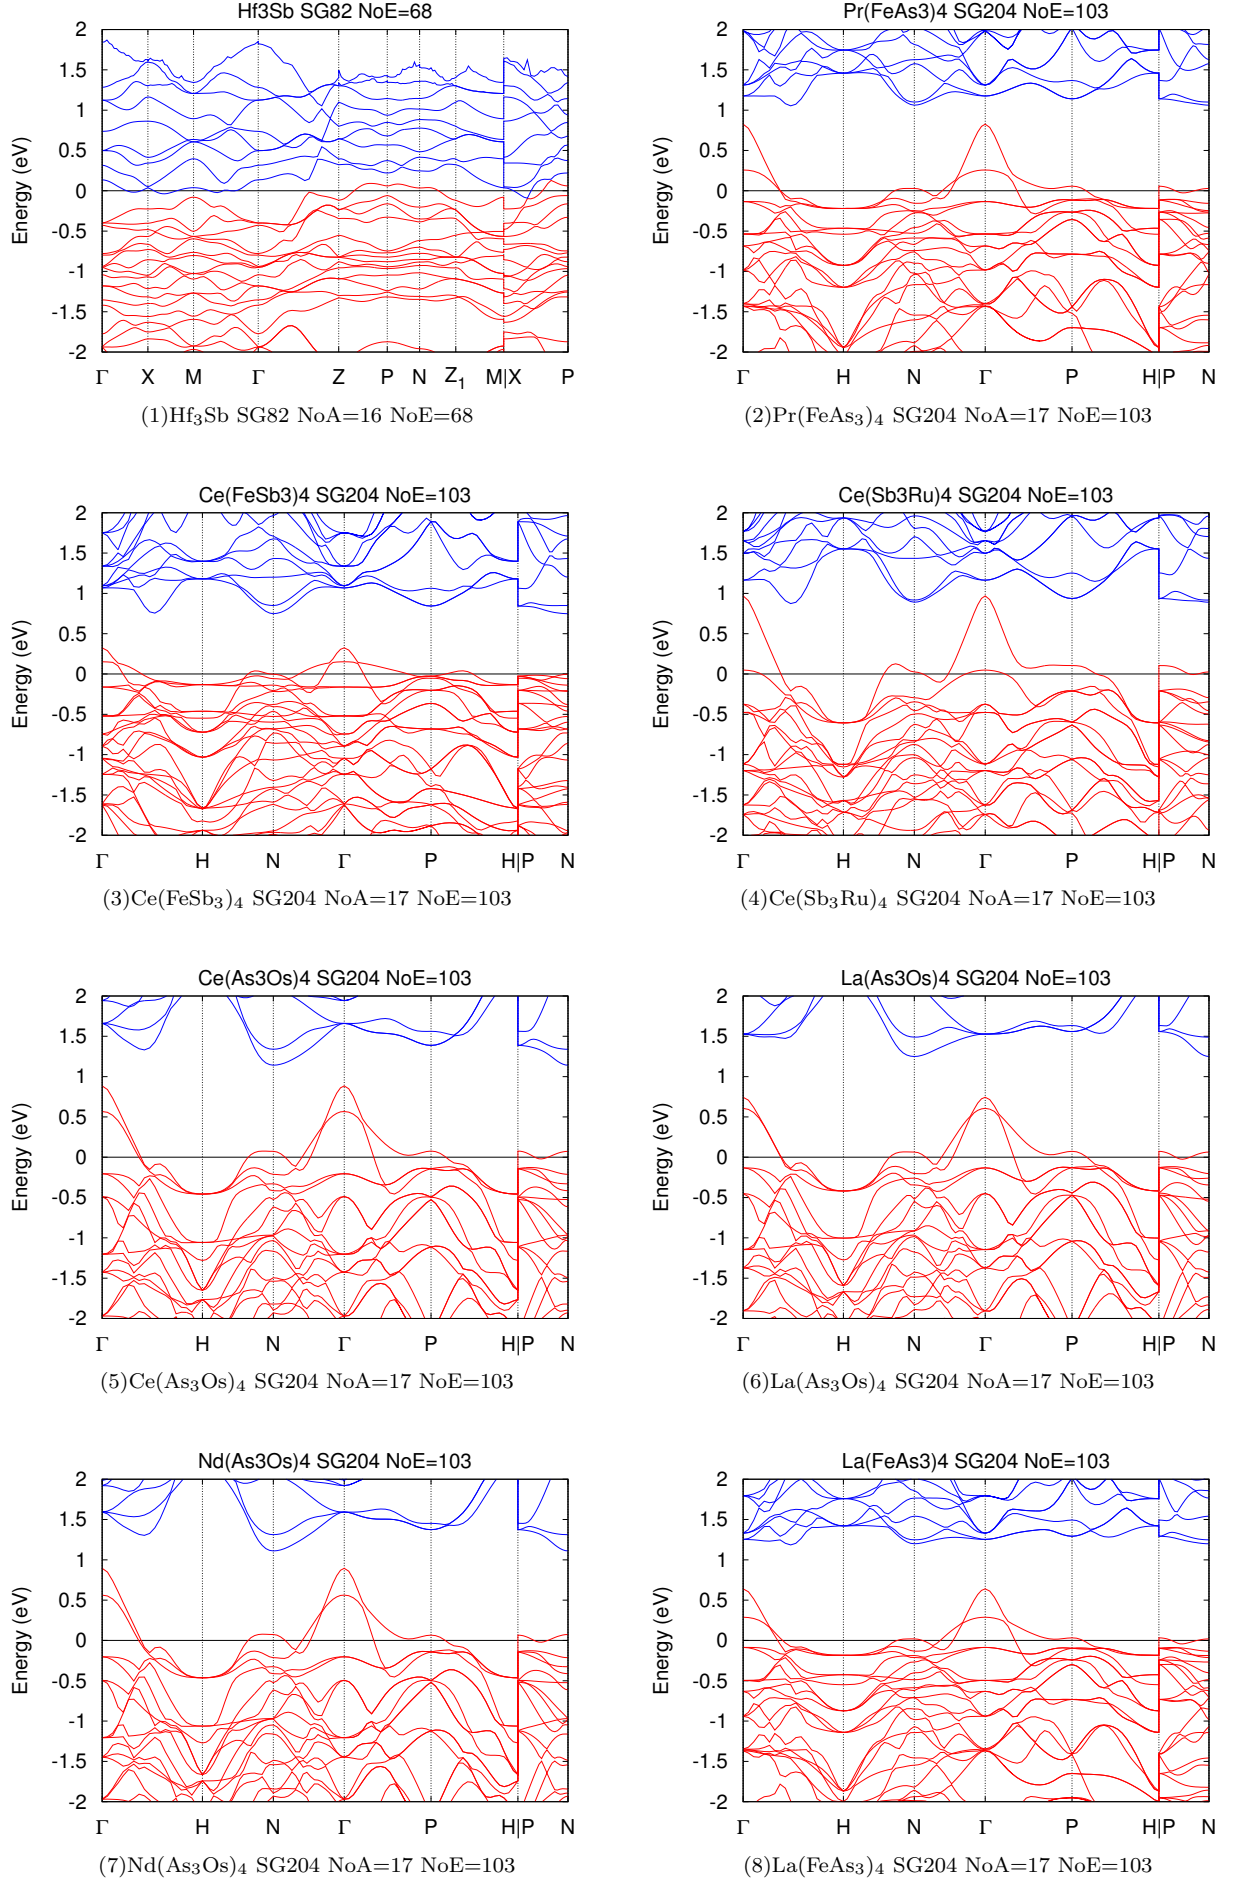 Hf3Sb SG82 NoE=68
Energy (eV)
2
1.5
1
0.5
0
-0.5
-1
-1.5
-2
Γ X M Γ Z P N Z1 M|X P
(1)Hf3Sb SG82 NoA=16 NoE=68
Pr(FeAs3)4 SG204 NoE=103
Energy (eV)
2
1.5
1
0.5
0
-0.5
-1
-1.5
-2
Γ H N Γ P H|P N
(2)Pr(FeAs3)4 SG204 NoA=17 NoE=103
Ce(FeSb3)4 SG204 NoE=103
Energy (eV)
2
1.5
1
0.5
0
-0.5
-1
-1.5
-2
Γ H N Γ P H|P N
(3)Ce(FeSb3)4 SG204 NoA=17 NoE=103
Ce(Sb3Ru)4 SG204 NoE=103
Energy (eV)
2
1.5
1
0.5
0
-0.5
-1
-1.5
-2
Γ H N Γ P H|P N
(4)Ce(Sb3Ru)4 SG204 NoA=17 NoE=103
Ce(As3Os)4 SG204 NoE=103
Energy (eV)
2
1.5
1
0.5
0
-0.5
-1
-1.5
-2
Γ H N Γ P H|P N
(5)Ce(As3Os)4 SG204 NoA=17 NoE=103
La(As3Os)4 SG204 NoE=103
Energy (eV)
2
1.5
1
0.5
0
-0.5
-1
-1.5
-2
Γ H N Γ P H|P N
(6)La(As3Os)4 SG204 NoA=17 NoE=103
Nd(As3Os)4 SG204 NoE=103
Energy (eV)
2
1.5
1
0.5
0
-0.5
-1
-1.5
-2
Γ H N Γ P H|P N
(7)Nd(As3Os)4 SG204 NoA=17 NoE=103
La(FeAs3)4 SG204 NoE=103
Energy (eV)
2
1.5
1
0.5
0
-0.5
-1
-1.5
-2
Γ H N Γ P H|P N
(8)La(FeAs3)4 SG204 NoA=17 NoE=103